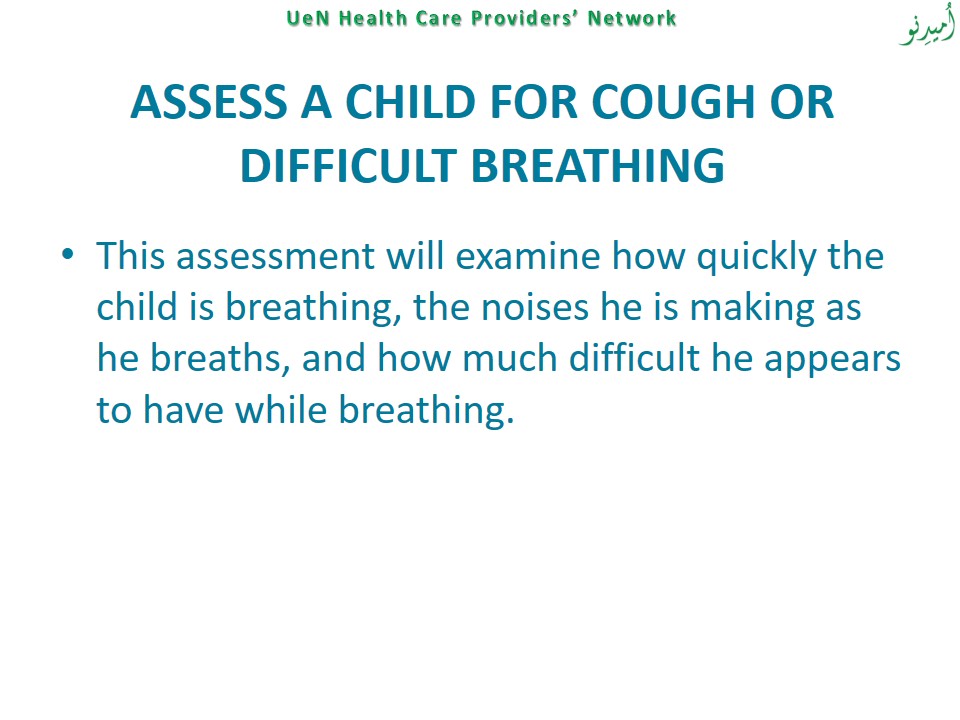 UeN Health Care Providers’ Network
اُمیدِنو
ASSESS A CHILD FOR COUGH OR
DIFFICULT BREATHING
• This assessment will examine how quickly the
child is breathing, the noises he is making as
he breaths, and how much difficult he appears
to have while breathing.